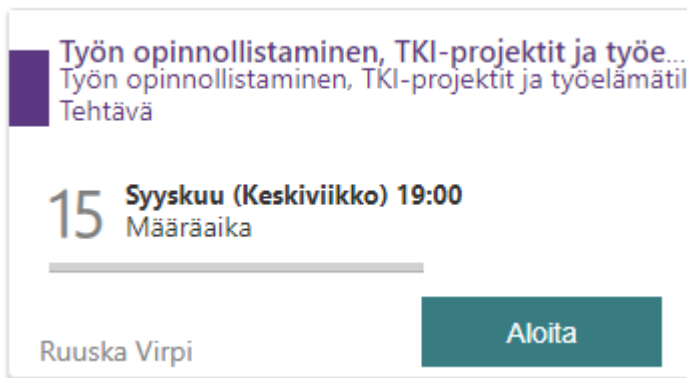 Työn opinnollistaminen, TKI-projektit ja työe...
Työn opinnollistaminen, TKI-projektit ja työelämätil
Tehtävä
15 Syyskuu (Keskiviikko) 19:00
Määräaika
Ruuska Virpi
Aloita